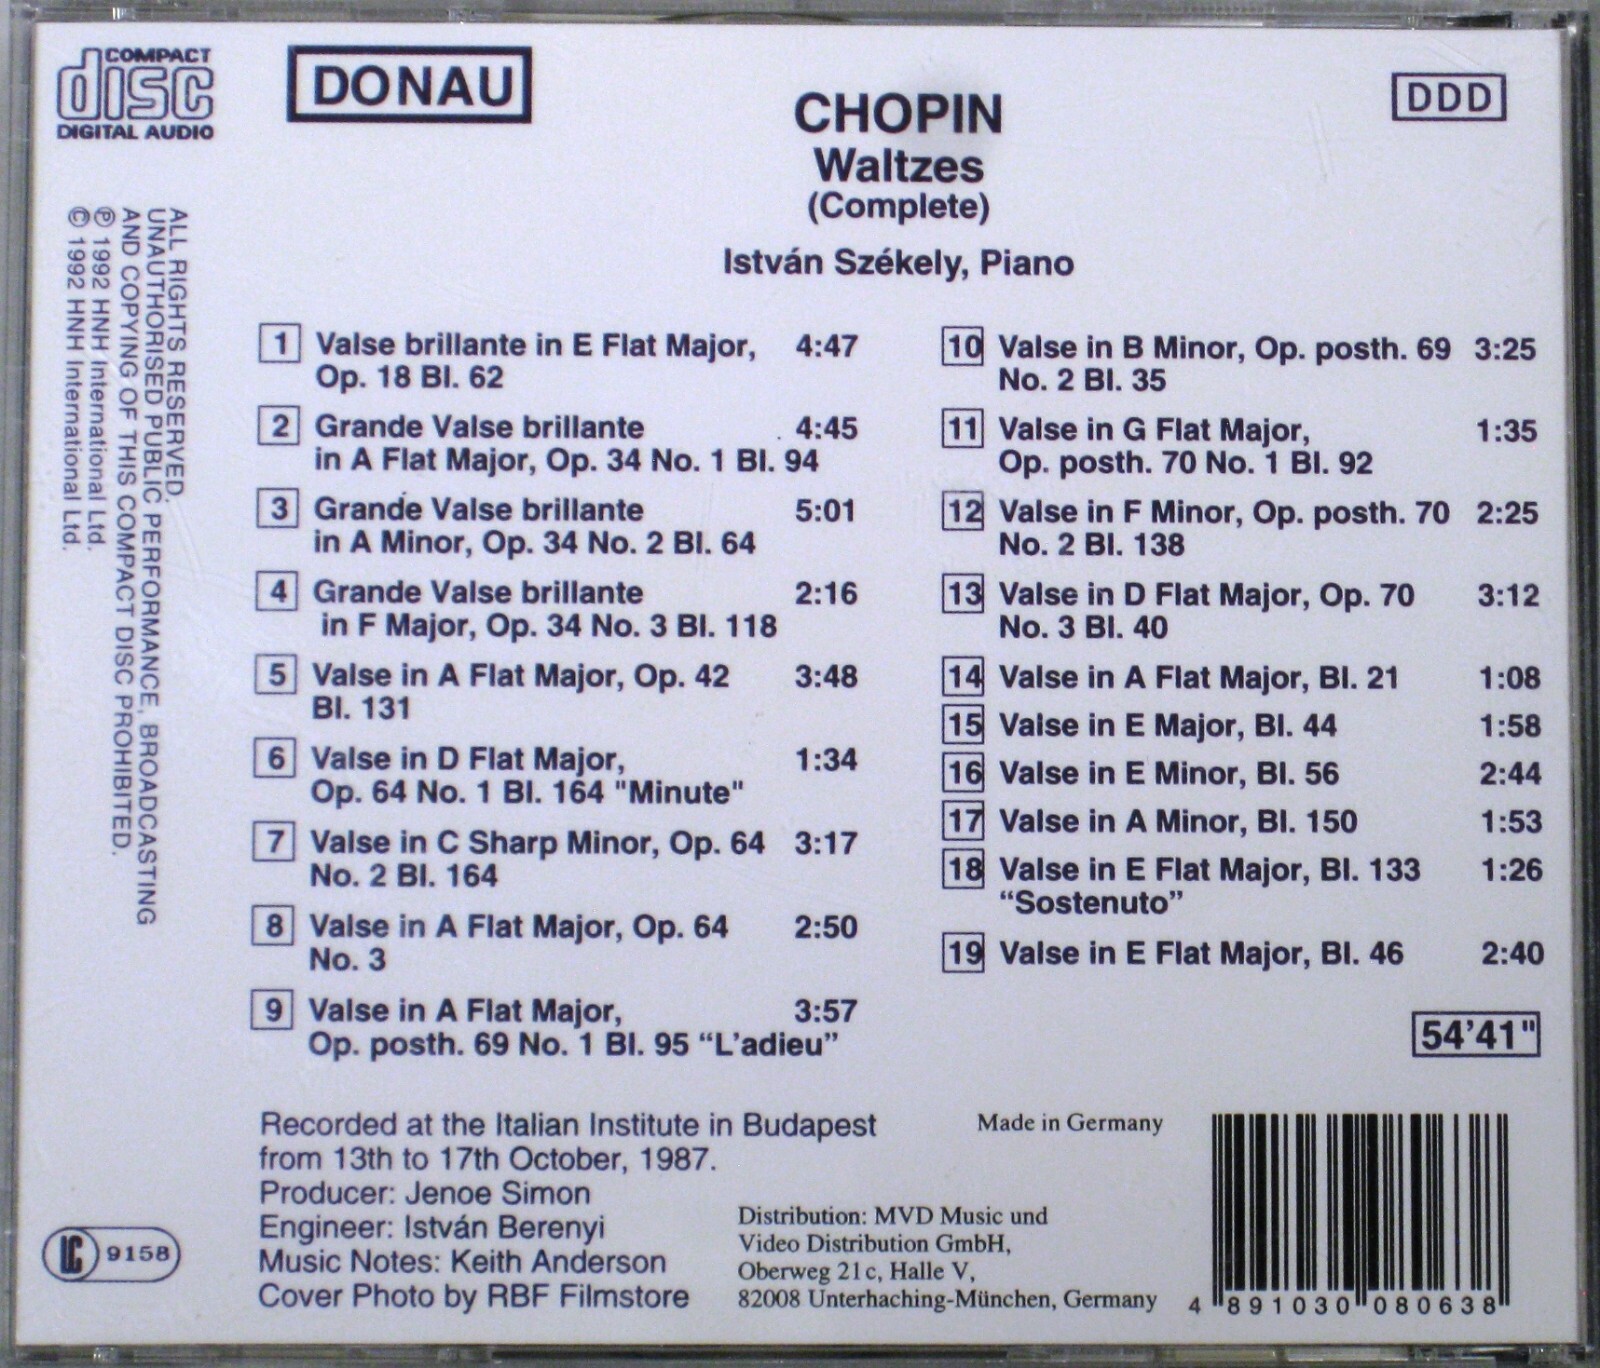 COMPACT
disc
DIGITAL AUDIO
DONAU
CHOPIN
Waltzes
(Complete)
István Székely, Piano
DDD
ALL RIGHTS RESERVED.
UNAUTHORISED PUBLIC PERFORMANCE, BROADCASTING
AND COPYING OF THIS COMPACT DISC PROHIBITED.
℗ 1992 HNH International Ltd.
© 1992 HNH International Ltd.
1 Valse brillante in E Flat Major, 4:47
Op. 18 Bl. 62
2 Grande Valse brillante 4:45
in A Flat Major, Op. 34 No. 1 Bl. 94
3 Grande Valse brillante 5:01
in A Minor, Op. 34 No. 2 Bl. 64
4 Grande Valse brillante 2:16
in F Major, Op. 34 No. 3 Bl. 118
5 Valse in A Flat Major, Op. 42 3:48
Bl. 131
6 Valse in D Flat Major, 1:34
Op. 64 No. 1 Bl. 164 "Minute"
7 Valse in C Sharp Minor, Op. 64 3:17
No. 2 Bl. 164
8 Valse in A Flat Major, Op. 64 2:50
No. 3
9 Valse in A Flat Major, 3:57
Op. posth. 69 No. 1 Bl. 95 “L'adieu”
10 Valse in B Minor, Op. posth. 69 3:25
No. 2 Bl. 35
11 Valse in G Flat Major, 1:35
Op. posth. 70 No. 1 Bl. 92
12 Valse in F Minor, Op. posth. 70 2:25
No. 2 Bl. 138
13 Valse in D Flat Major, Op. 70 3:12
No. 3 Bl. 40
14 Valse in A Flat Major, Bl. 21 1:08
15 Valse in E Major, Bl. 44 1:58
16 Valse in E Minor, Bl. 56 2:44
17 Valse in A Minor, Bl. 150 1:53
18 Valse in E Flat Major, Bl. 133 1:26
“Sostenuto”
19 Valse in E Flat Major, Bl. 46 2:40
54'41"
Recorded at the Italian Institute in Budapest
from 13th to 17th October, 1987.
Producer: Jenoe Simon
Engineer: István Berenyi
Music Notes: Keith Anderson
Cover Photo by RBF Filmstore
Made in Germany
Distribution: MVD Music und
Video Distribution GmbH,
Oberweg 21c, Halle V,
82008 Unterhaching-München, Germany
LC 9158
4 891030 080638